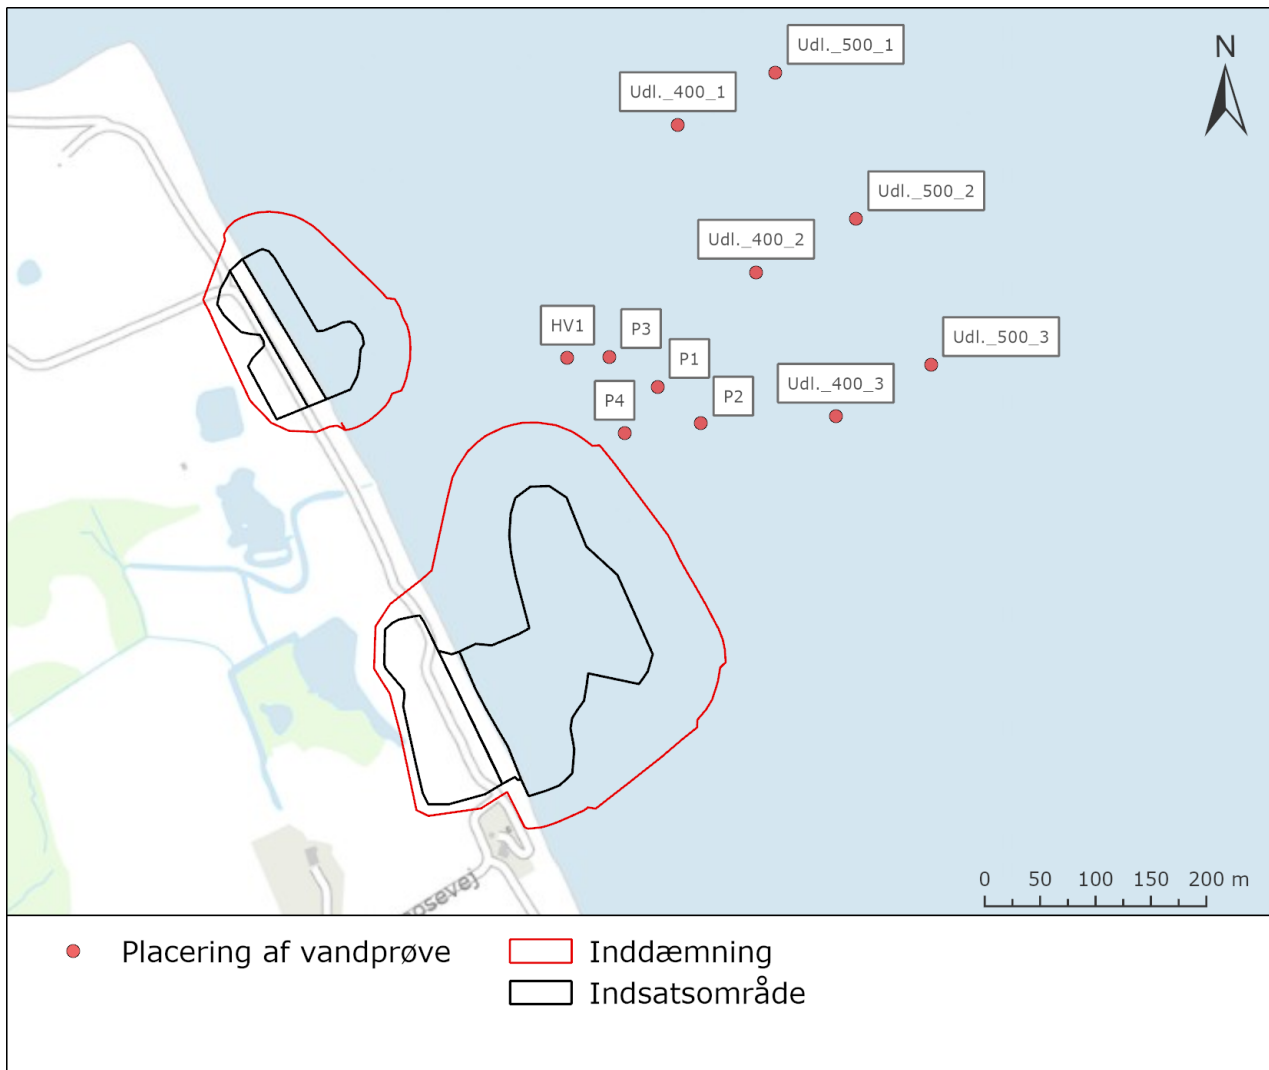 Udl._500_1
N
Udl._400_1
Udl._500_2
Udl._400_2
HV1
P3
Udl._500_3
P1
Udl._400_3
P4
P2
0 50 100 150 200 m
Placering af vandprøve
Inddæmning
Indsatsområde